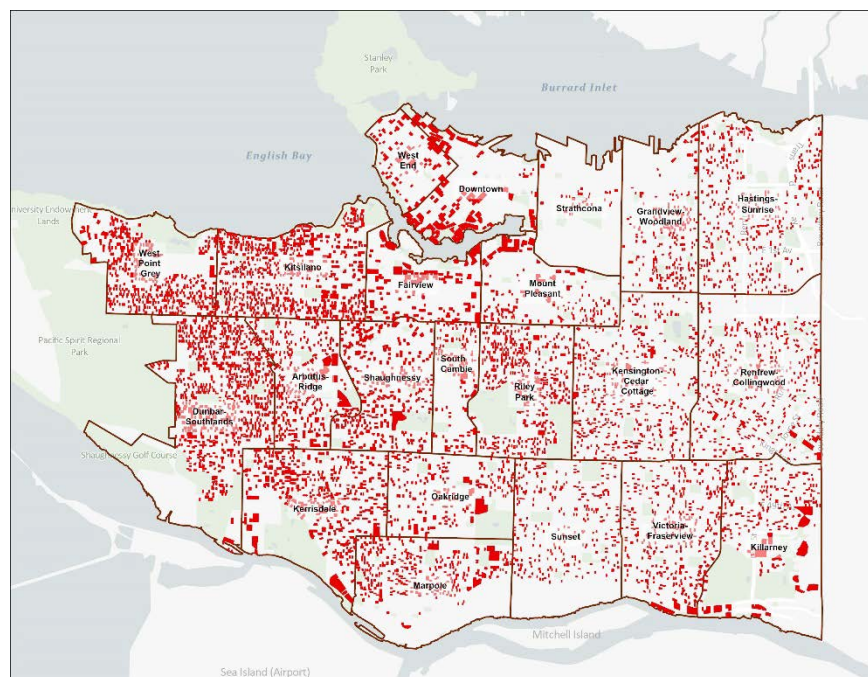 Stanley
Park
Burrard Inlet
English Bay
West
End
Downtown
Strathcona
Grandview-
Woodland
Hastings-
Sunrise
University Endowment
Lands
West
Point
Grey
Kitsilano
Fairview
Mount
Pleasant
Pacific Spirit Regional
Park
Arbutus-
Ridge
Shaughnessy
South
Cambie
Riley
Park
Kensington-
Cedar
Cottage
Renfrew-
Collingwood
Dunbar-
Southlands
Shaughnessy Golf Course
Kerrisdale
Oakridge
Sunset
Victoria-
Fraserview
Killarney
Marpole
Mitchell Island
Sea Island (Airport)